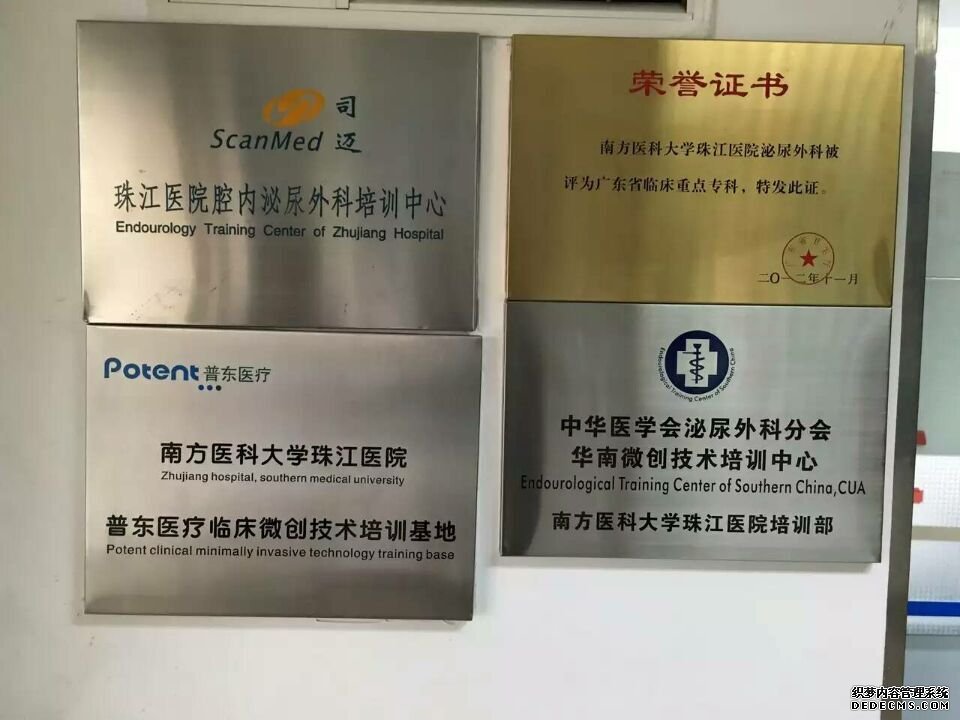 ScanMed 司迈
珠江医院腔内泌尿外科培训中心
Endourology Training Center of Zhujiang Hospital
荣誉证书
南方医科大学珠江医院泌尿外科被
评为广东省临床重点专科，特发此证。
二〇一二年十一月
Potent 普东医疗
南方医科大学珠江医院
Zhujiang hospital, southern medical university
普东医疗临床微创技术培训基地
Potent clinical minimally invasive technology training base
Endourological Training Center of Southern China
中华医学会泌尿外科分会
华南微创技术培训中心
Endourological Training Center of Southern China,CUA
南方医科大学珠江医院培训部
织梦内容管理系统
DEDECMS.COM